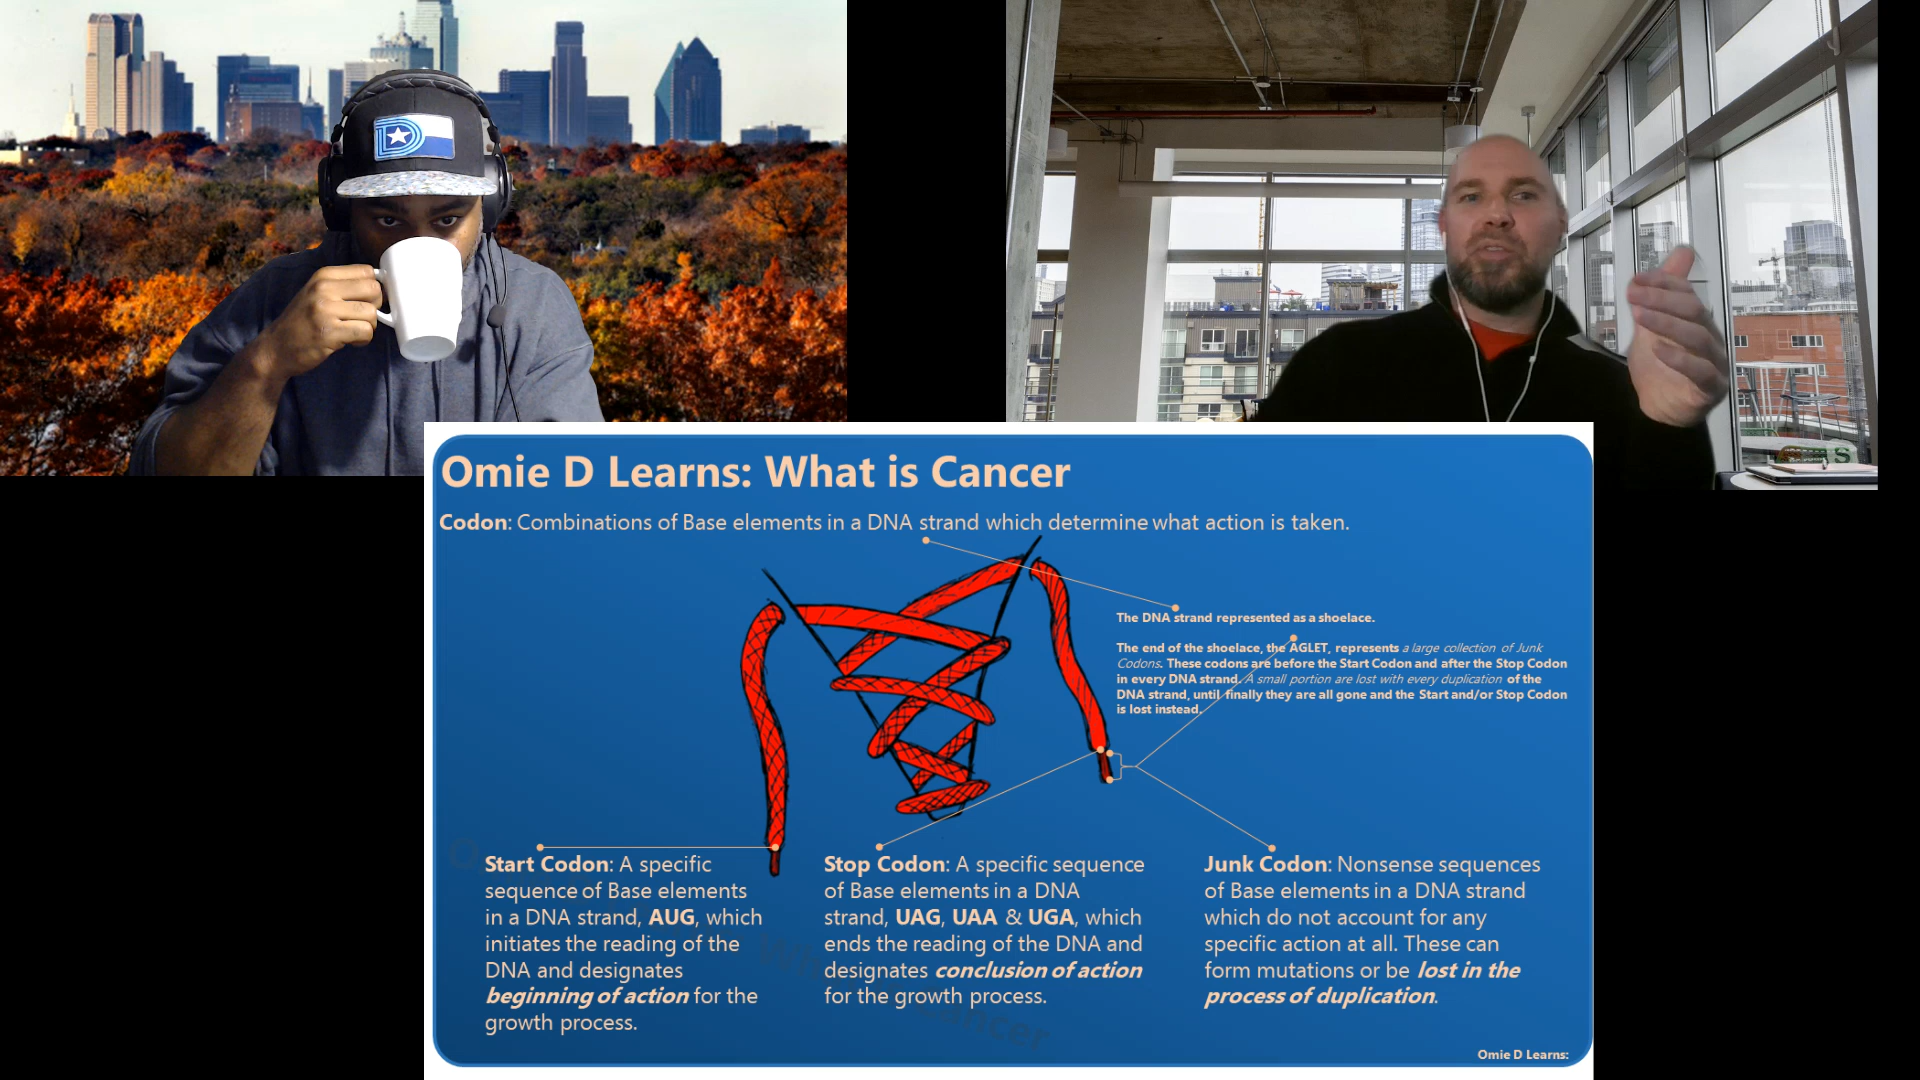 Omie D Learns: What is Cancer
Codon: Combinations of Base elements in a DNA strand which determine what action is taken.
The DNA strand represented as a shoelace.
The end of the shoelace, the AGLET, represents a large collection of Junk
Codons. These codons are before the Start Codon and after the Stop Codon
in every DNA strand. A small portion are lost with every duplication of the
DNA strand, until finally they are all gone and the Start and/or Stop Codon
is lost instead.
Start Codon: A specific
sequence of Base elements
in a DNA strand, AUG, which
initiates the reading of the
DNA and designates
beginning of action for the
growth process.
Stop Codon: A specific sequence
of Base elements in a DNA
strand, UAG, UAA & UGA, which
ends the reading of the DNA and
designates conclusion of action
for the growth process.
Junk Codon: Nonsense sequences
of Base elements in a DNA strand
which do not account for any
specific action at all. These can
form mutations or be lost in the
process of duplication.
Omie D Learns: